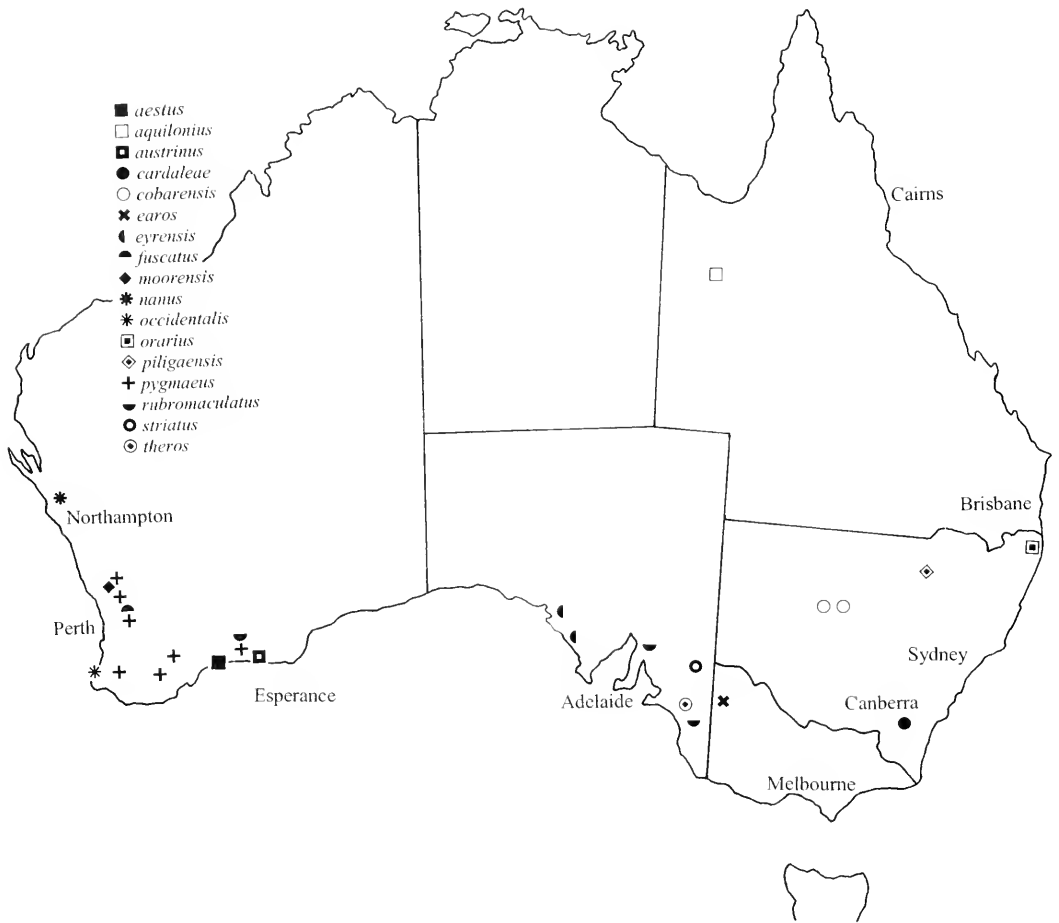 aestus
aquilonius
austrinus
cardaleae
cobarensis
earos
eyrensis
fuscatus
moorensis
nanus
occidentalis
orarius
piligaensis
pygmaeus
rubromaculatus
striatus
theros
Cairns
Northampton
Brisbane
Perth
Sydney
Esperance
Adelaide
Canberra
Melbourne